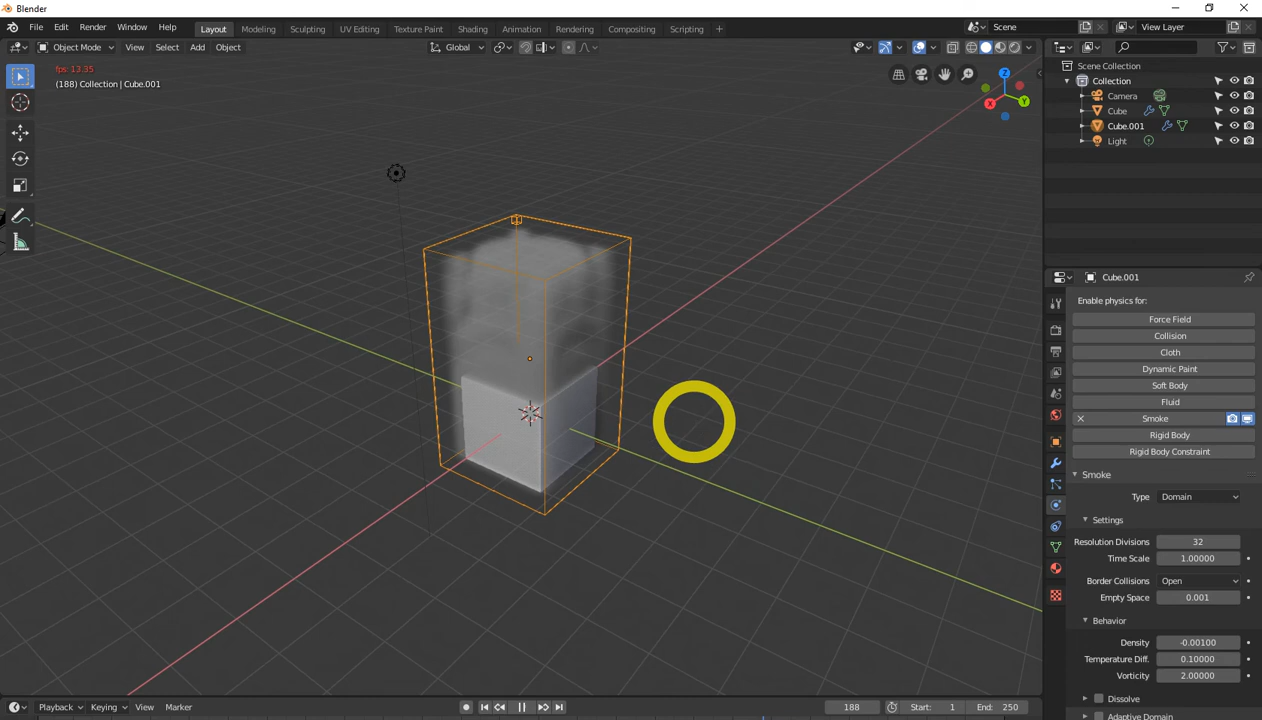 Blender
File Edit Render Window Help
Layout Modeling Sculpting UV Editing Texture Paint Shading Animation Rendering Compositing Scripting +
Scene
View Layer
Object Mode View Select Add Object
Global
fps: 13.35
(188) Collection | Cube.001
Z
Y
X
Scene Collection
Collection
Camera
Cube
Cube.001
Light
Cube.001
Enable physics for:
Force Field
Collision
Cloth
Dynamic Paint
Soft Body
Fluid
Smoke
Rigid Body
Rigid Body Constraint
Smoke
Type Domain
Settings
Resolution Divisions 32
Time Scale 1.00000
Border Collisions Open
Empty Space 0.001
Behavior
Density -0.00100
Temperature Diff. 0.10000
Vorticity 2.00000
Dissolve
Adaptive Domain
Playback Keying View Marker
188
Start: 1
End: 250